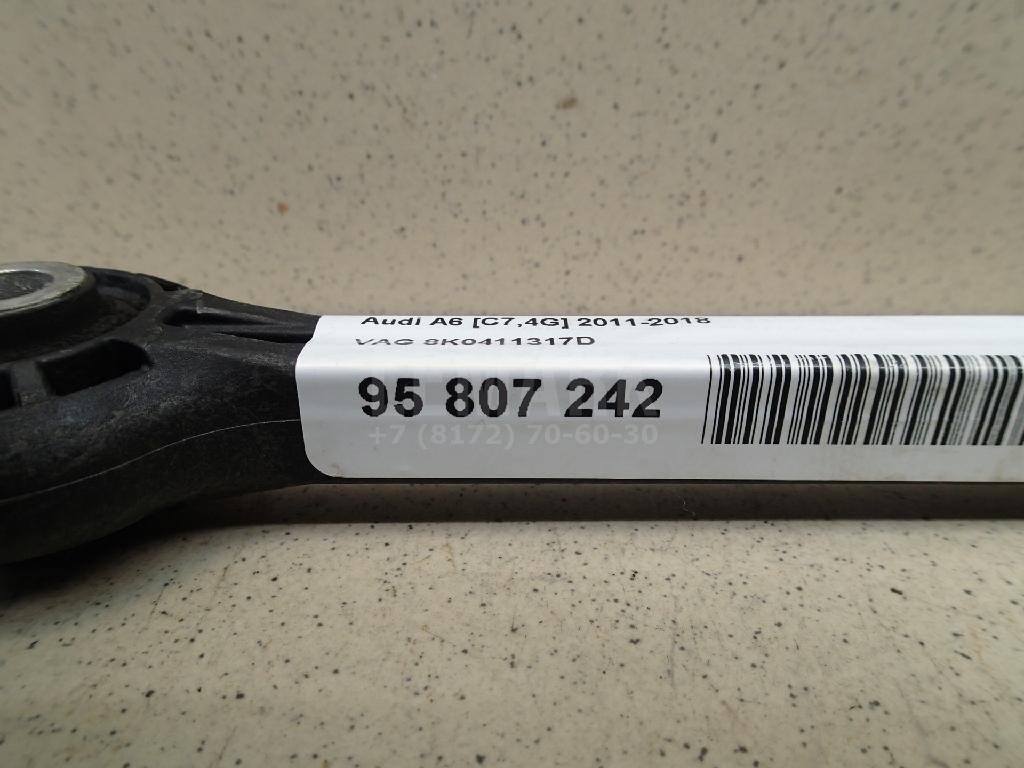 Audi A6 [C7,4G] 2011-2018
VAG 8K0411317D
95 807 242
+7 (8172) 70-60-30